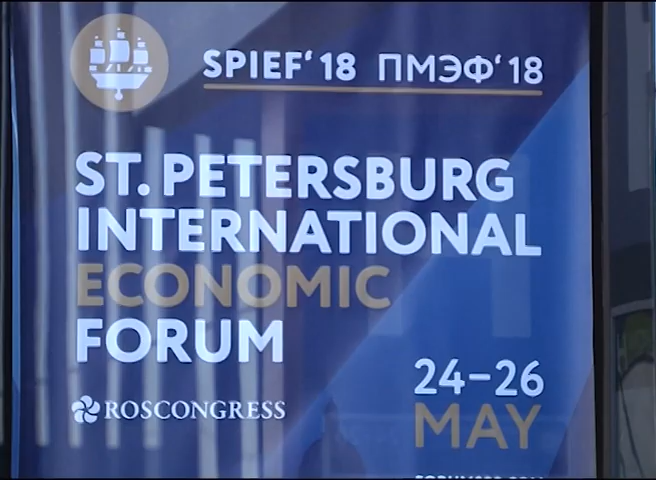 SPIEF‘18 ПМЭФ‘18
ST. PETERSBURG
INTERNATIONAL
ECONOMIC
FORUM
24–26
ROSCONGRESS
MAY